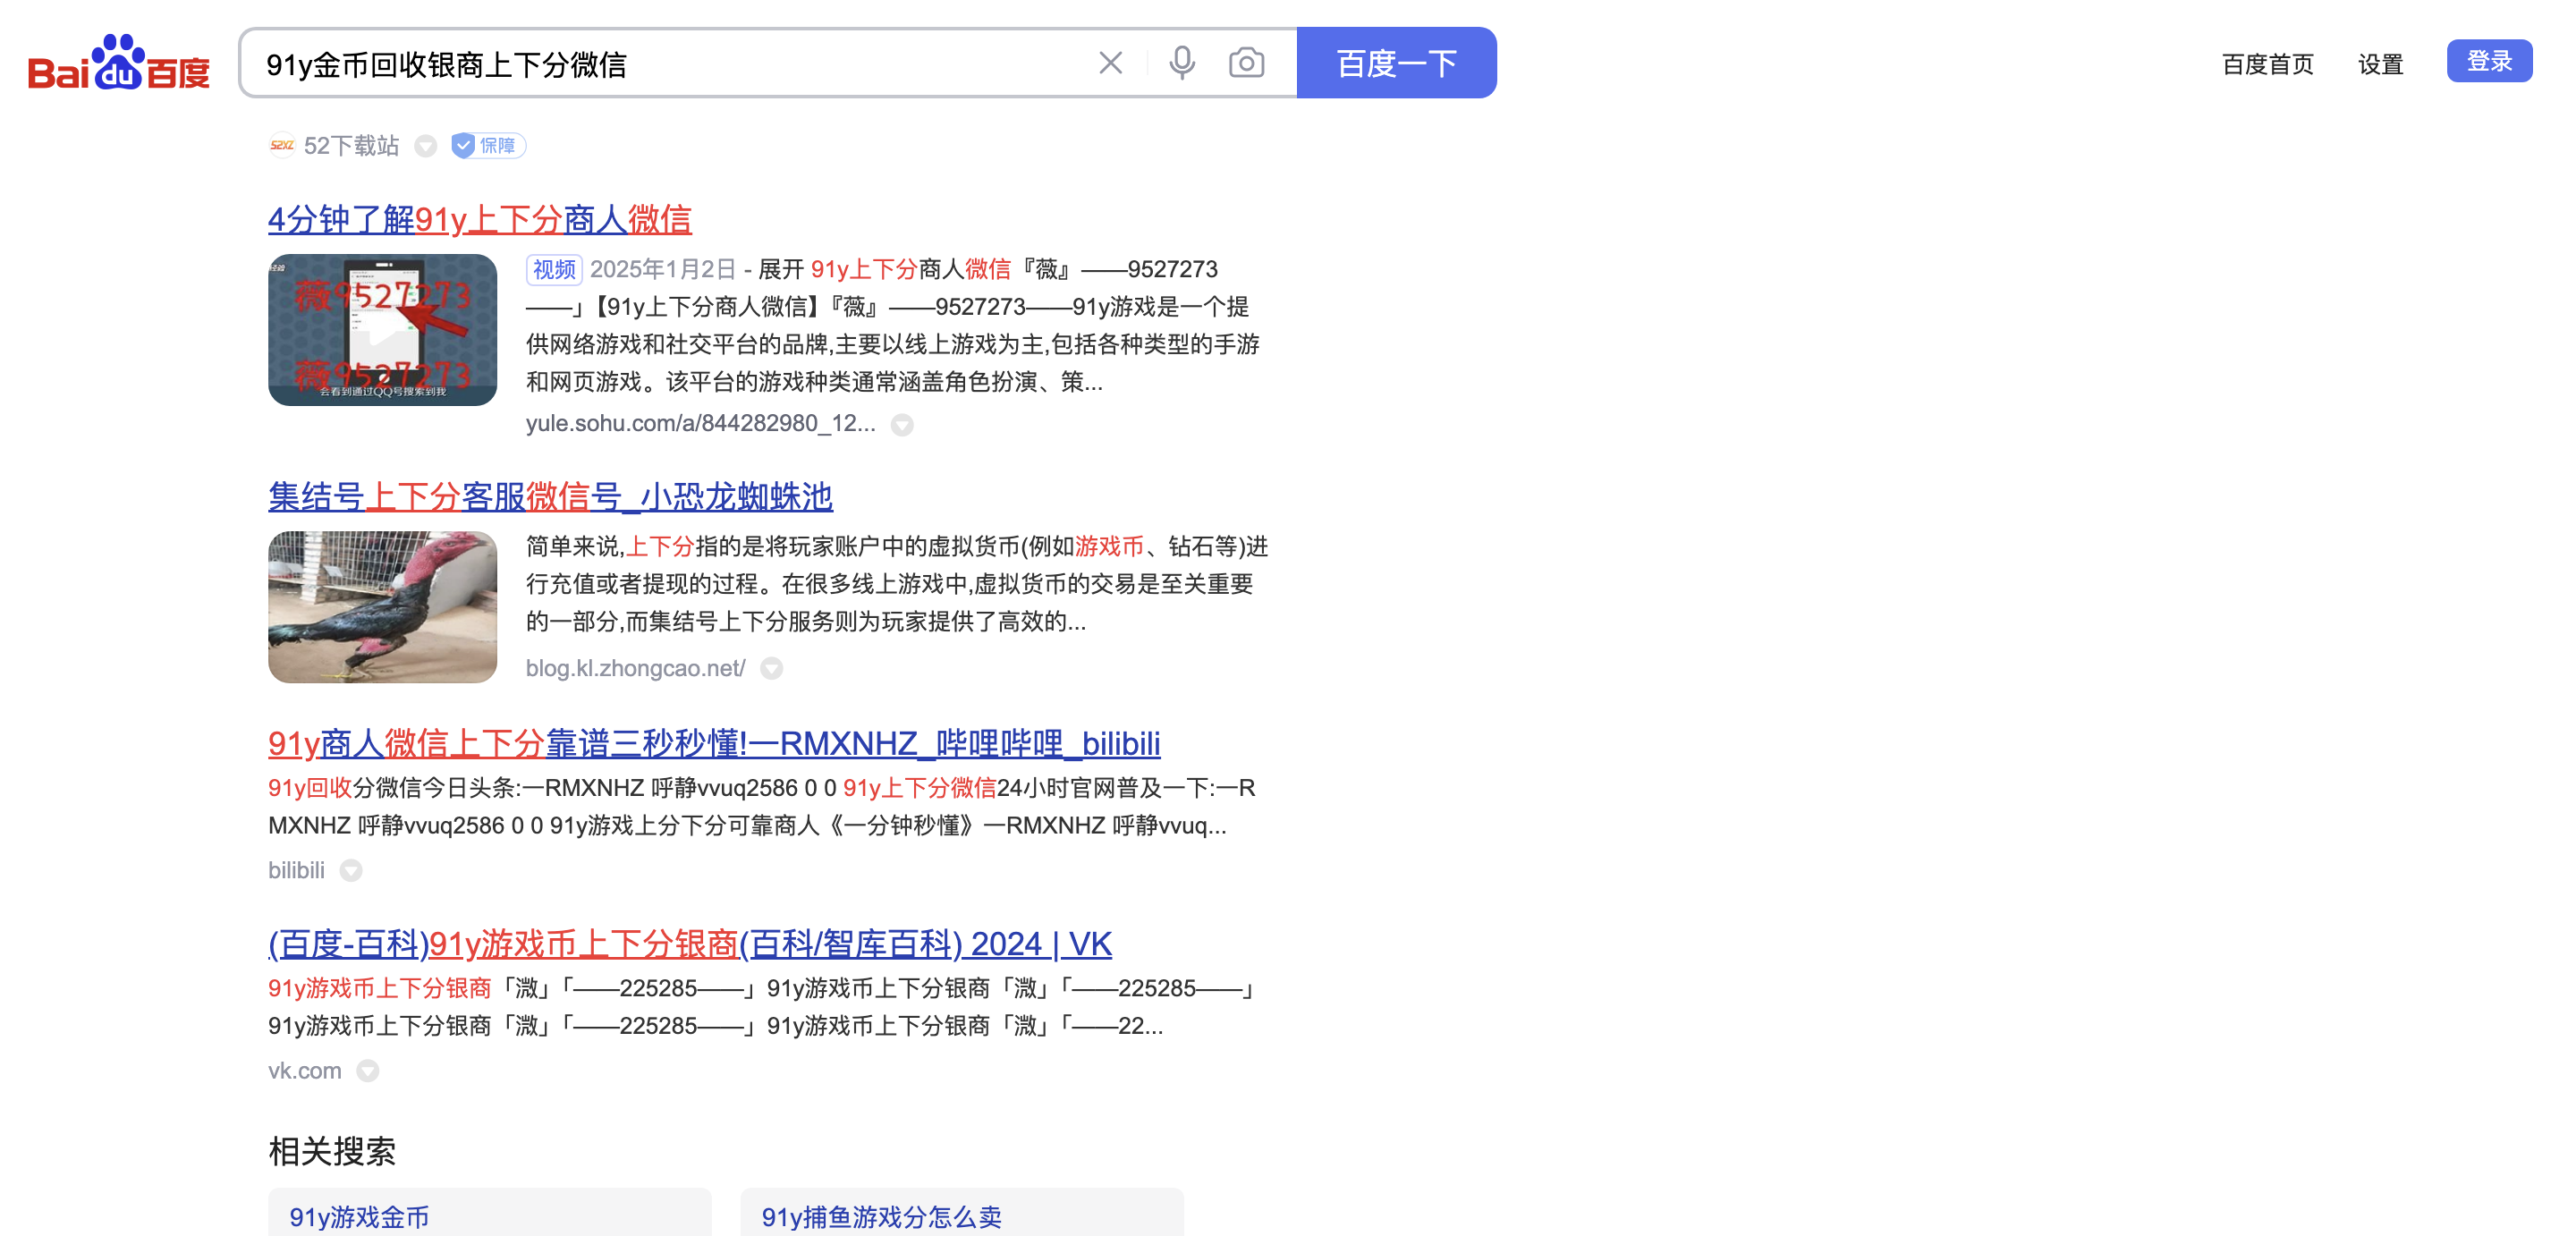 Bai du 百度
91y金币回收银商上下分微信
百度一下
百度首页
设置
登录
52XZ 52下载站
保障
4分钟了解91y上下分商人微信
薇9527273
薇9527273
会看到通过QQ号搜索到我
视频 2025年1月2日 - 展开 91y上下分商人微信『薇』——9527273
——」【91y上下分商人微信】『薇』——9527273——91y游戏是一个提
供网络游戏和社交平台的品牌,主要以线上游戏为主,包括各种类型的手游
和网页游戏。该平台的游戏种类通常涵盖角色扮演、策...
yule.sohu.com/a/844282980_12...
集结号上下分客服微信号_小恐龙蜘蛛池
简单来说,上下分指的是将玩家账户中的虚拟货币(例如游戏币、钻石等)进
行充值或者提现的过程。在很多线上游戏中,虚拟货币的交易是至关重要
的一部分,而集结号上下分服务则为玩家提供了高效的...
blog.kl.zhongcao.net/
91y商人微信上下分靠谱三秒秒懂!一RMXNHZ_哔哩哔哩_bilibili
91y回收分微信今日头条:一RMXNHZ 呼静vvuq2586 0 0 91y上下分微信24小时官网普及一下:一R
MXNHZ 呼静vvuq2586 0 0 91y游戏上分下分可靠商人《一分钟秒懂》一RMXNHZ 呼静vvuq...
bilibili
(百度-百科)91y游戏币上下分银商(百科/智库百科) 2024 | VK
91y游戏币上下分银商「溦」「——225285——」91y游戏币上下分银商「溦」「——225285——」
91y游戏币上下分银商「溦」「——225285——」91y游戏币上下分银商「溦」「——22...
vk.com
相关搜索
91y游戏金币
91y捕鱼游戏分怎么卖